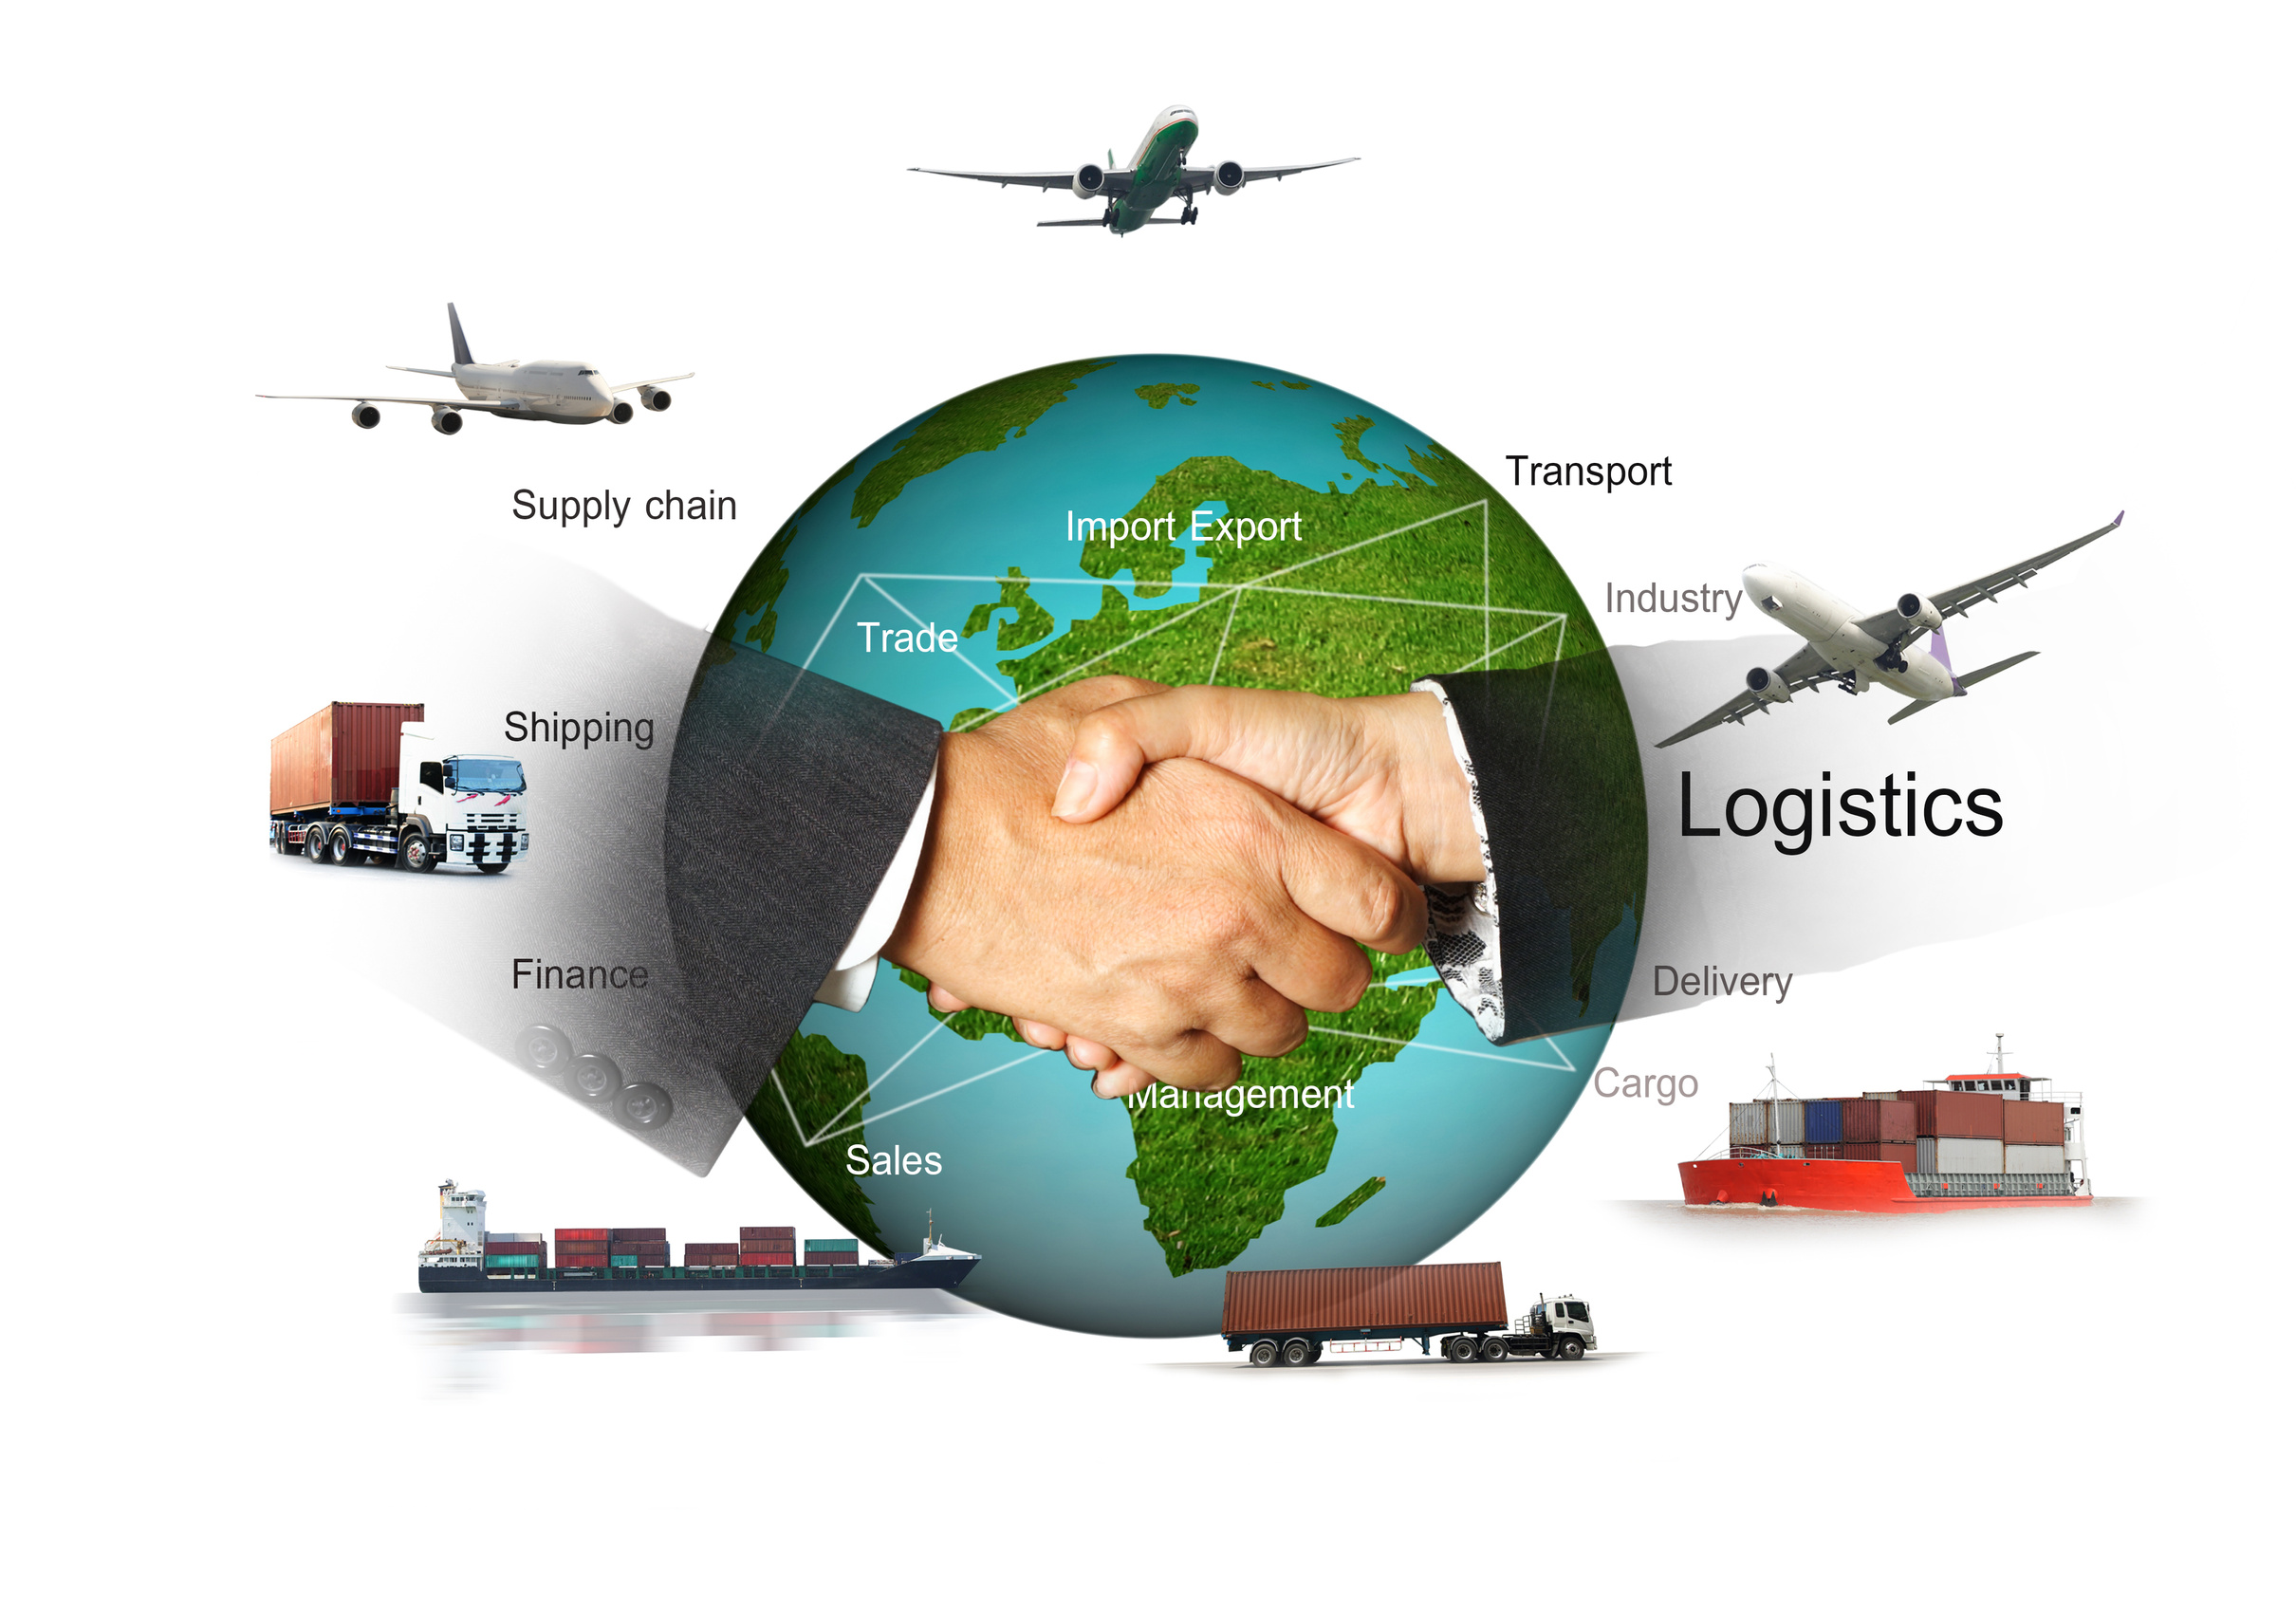 Transport
Supply chain
Import Export
Industry
Trade
Shipping
Logistics
Finance
Delivery
Cargo
Management
Sales